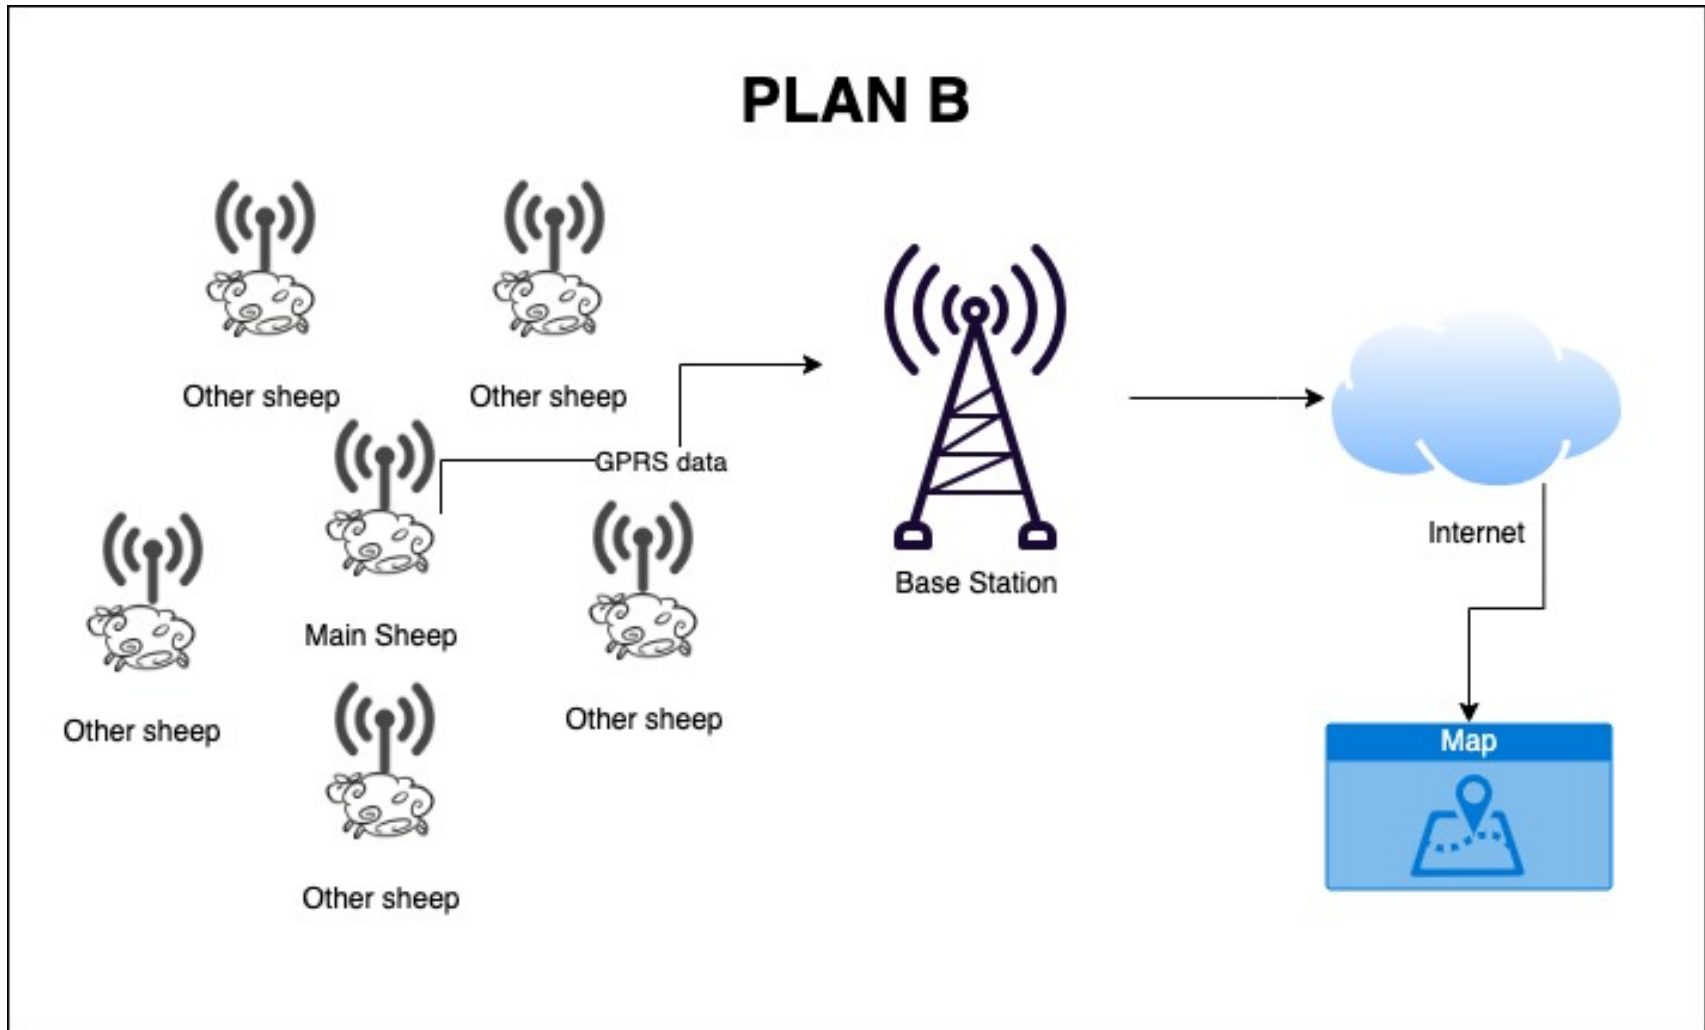 PLAN B
Other sheep
Other sheep
GPRS data
Main Sheep
Other sheep
Other sheep
Other sheep
Base Station
Internet
Map